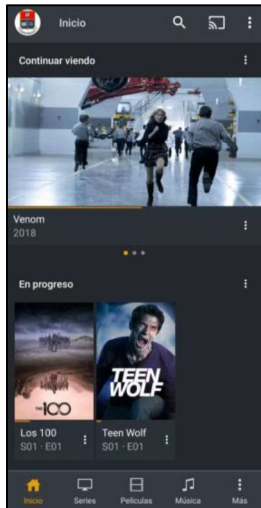 Inicio
Continuar viendo
Venom
2018
En progreso
THE 100
TEEN
WOLF
Los 100
S01 · E01
Teen Wolf
S01 · E01
Inicio
Series
Películas
Música
Más